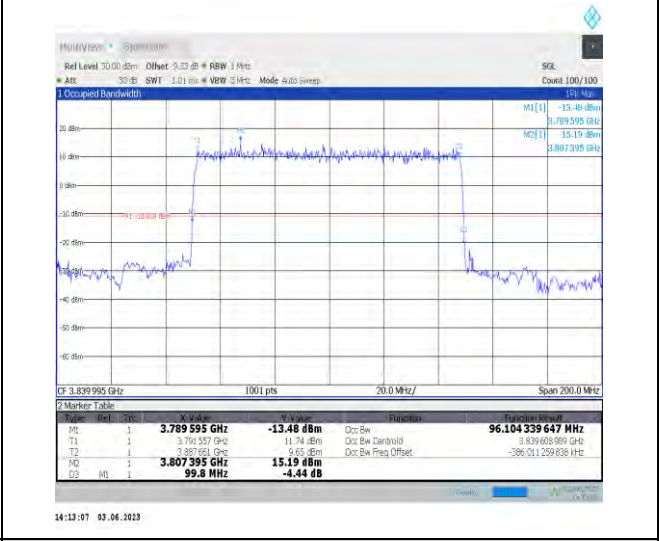 MultiView Spectrum
Ref Level 30.00 dBm Offset 9.83 dB RBW 1 MHz SGL
Att 30 dB SWT 1.01 ms VBW 3 MHz Mode Auto Sweep Count 100/100
1 Occupied Bandwidth 1Pk Max
M1[1] -13.48 dBm
3.789 595 GHz
M2[1] 15.19 dBm
3.807 395 GHz
20 dBm
10 dBm
0 dBm
-10 dBm
-20 dBm
-30 dBm
-40 dBm
-50 dBm
-60 dBm
CF 3.839 995 GHz 1001 pts 20.0 MHz/ Span 200.0 MHz
2 Marker Table
Type Ref Trc X-Value Y-Value Function Function Result
M1 1 3.789 595 GHz -13.48 dBm Occ Bw 96.104 339 647 MHz
T1 1 3.791 557 GHz 11.74 dBm Occ Bw Centroid 3.839 608 989 GHz
T2 1 3.887 661 GHz 9.65 dBm Occ Bw Freq Offset -386.011 259 838 kHz
M2 1 3.807 395 GHz 15.19 dBm
D3 M1 1 99.8 MHz -4.44 dB
14:13:07 03.06.2023